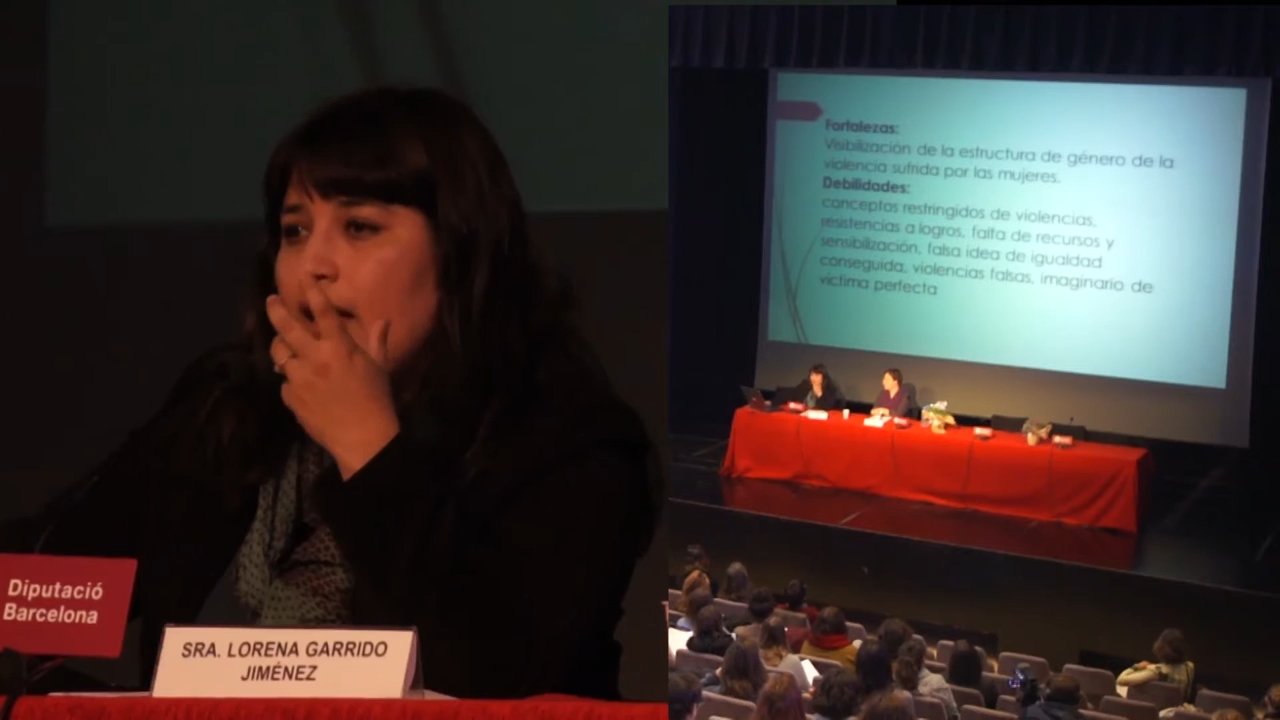 Diputació
Barcelona
SRA. LORENA GARRIDO
JIMÉNEZ
Fortalezas:
Visibilización de la estructura de género de la
violencia sufrida por las mujeres.
Debilidades:
conceptos restringidos de violencias,
resistencias a logros, falta de recursos y
sensibilización, falsa idea de igualdad
conseguida, violencias falsas, imaginario de
víctima perfecta